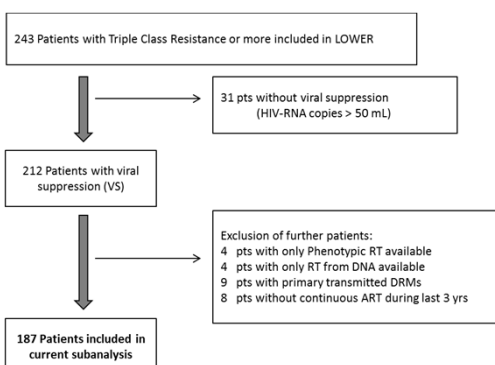 243 Patients with Triple Class Resistance or more included in LOWER
31 pts without viral suppression
(HIV-RNA copies > 50 mL)
212 Patients with viral
suppression (VS)
Exclusion of further patients:
4 pts with only Phenotypic RT available
4 pts with only RT from DNA available
9 pts with primary transmitted DRMs
8 pts without continuous ART during last 3 yrs
187 Patients included in
current subanalysis